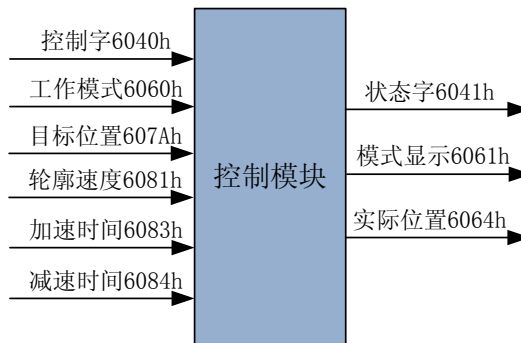 控制字6040h
工作模式6060h
目标位置607Ah
轮廓速度6081h
加速时间6083h
减速时间6084h
控制模块
状态字6041h
模式显示6061h
实际位置6064h